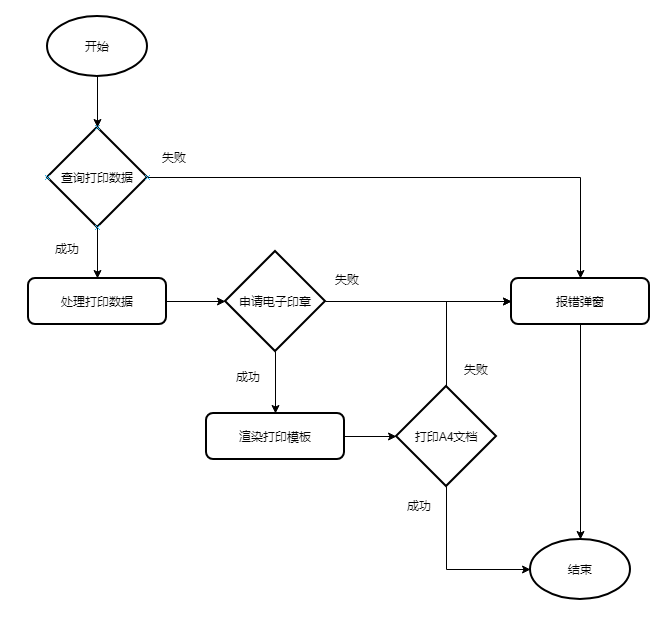 开始
失败
查询打印数据
成功
处理打印数据
申请电子印章
失败
报错弹窗
成功
失败
渲染打印模板
打印A4文档
成功
结束